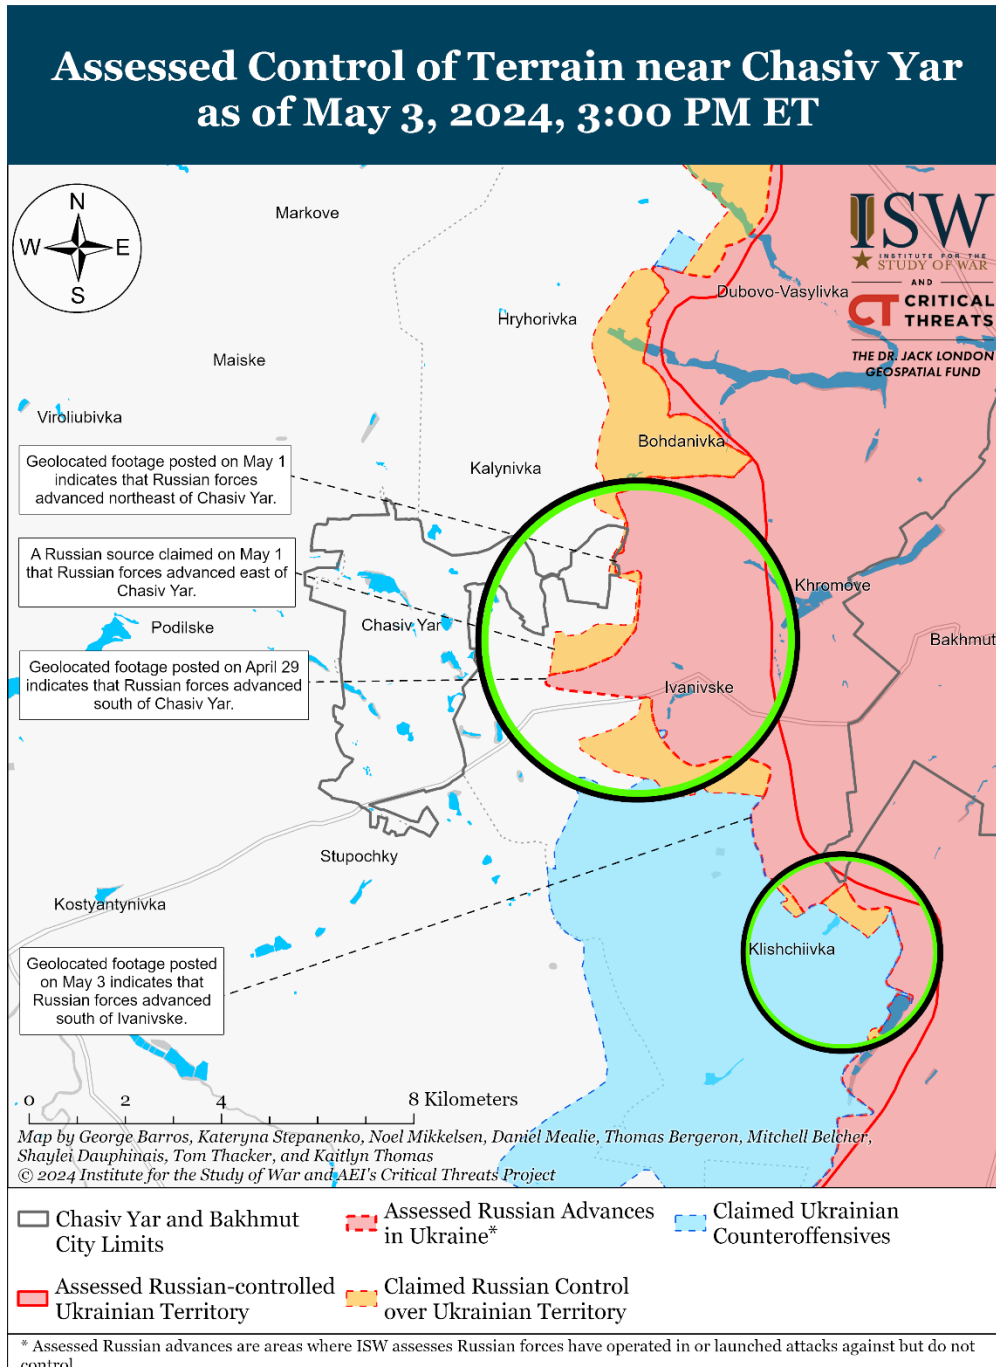 Assessed Control of Terrain near Chasiv Yar
as of May 3, 2024, 3:00 PM ET
N
W
E
S
Markove
ISW
INSTITUTE FOR THE
STUDY OF WAR
AND
CT CRITICAL
THREATS
THE DR. JACK LONDON
GEOSPATIAL FUND
Dubovo-Vasylivka
Hryhorivka
Maiske
Viroliubivka
Bohdanivka
Kalynivka
Geolocated footage posted on May 1
indicates that Russian forces
advanced northeast of Chasiv Yar.
A Russian source claimed on May 1
that Russian forces advanced east of
Chasiv Yar.
Khromove
Podilske
Chasiv Yar
Bakhmut
Geolocated footage posted on April 29
indicates that Russian forces advanced
south of Chasiv Yar.
Ivanivske
Stupochky
Kostyantynivka
Klishchiivka
Geolocated footage posted
on May 3 indicates that
Russian forces advanced
south of Ivanivske.
0 2 4 8 Kilometers
Map by George Barros, Kateryna Stepanenko, Noel Mikkelsen, Daniel Mealie, Thomas Bergeron, Mitchell Belcher,
Shaylei Dauphinais, Tom Thacker, and Kaitlyn Thomas
© 2024 Institute for the Study of War and AEI's Critical Threats Project
Chasiv Yar and Bakhmut
City Limits
Assessed Russian Advances
in Ukraine*
Claimed Ukrainian
Counteroffensives
Assessed Russian-controlled
Ukrainian Territory
Claimed Russian Control
over Ukrainian Territory
* Assessed Russian advances are areas where ISW assesses Russian forces have operated in or launched attacks against but do not
control